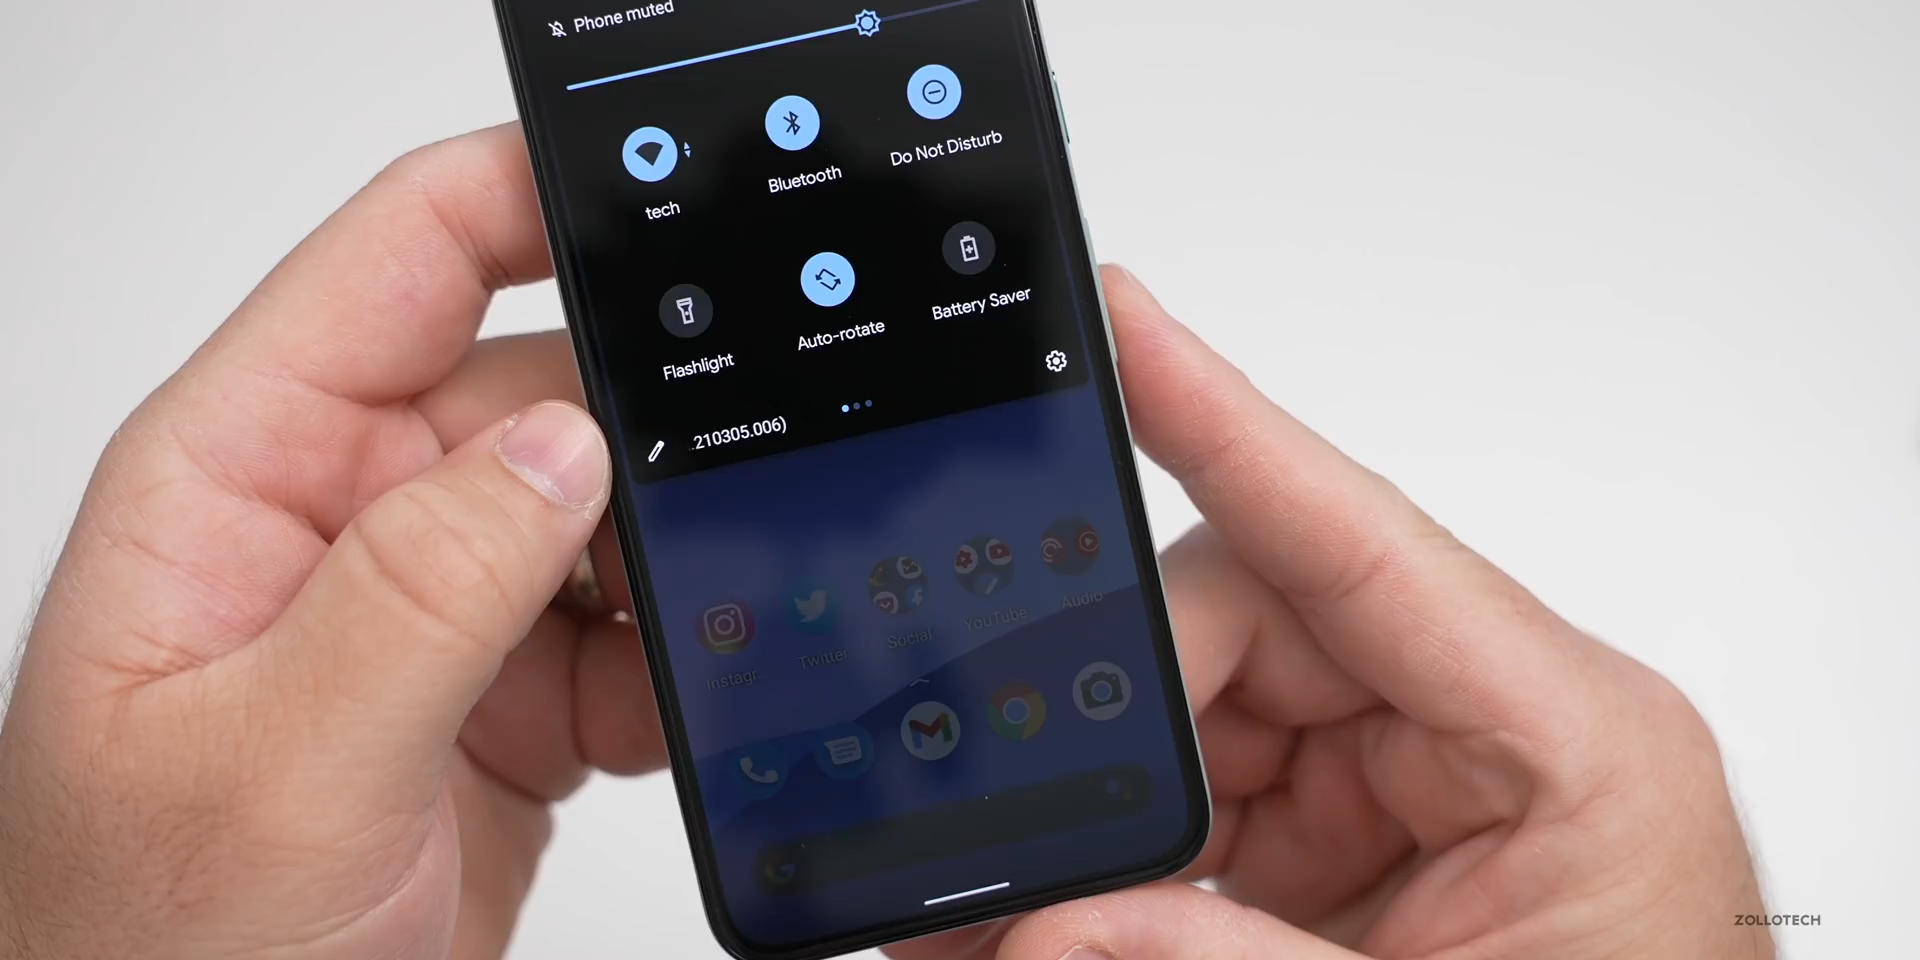 Phone muted
tech
Bluetooth
Do Not Disturb
Flashlight
Auto-rotate
Battery Saver
.210305.006)
Instagr...
Twitter
Social
YouTube
Audio
ZOLLOTECH